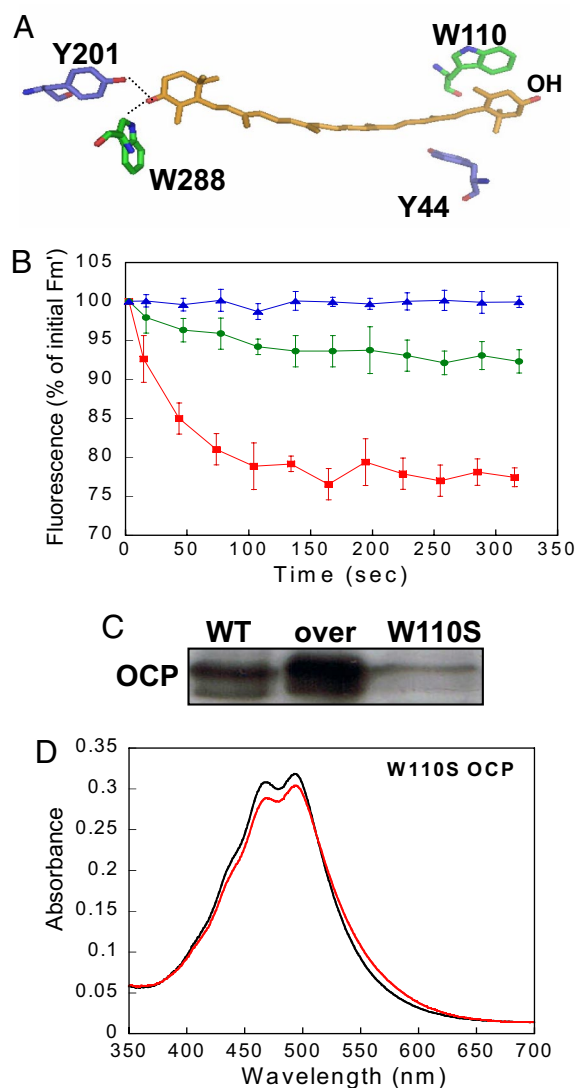 A
Y201
W110
OH
W288
Y44
B
Fluorescence (% of initial Fm')
105
100
95
90
85
80
75
70
0 50 100 150 200 250 300 350
Time (sec)
C
WT over W110S
OCP
D
W110S OCP
Absorbance
0.35
0.3
0.25
0.2
0.15
0.1
0.05
0
350 400 450 500 550 600 650 700
Wavelength (nm)